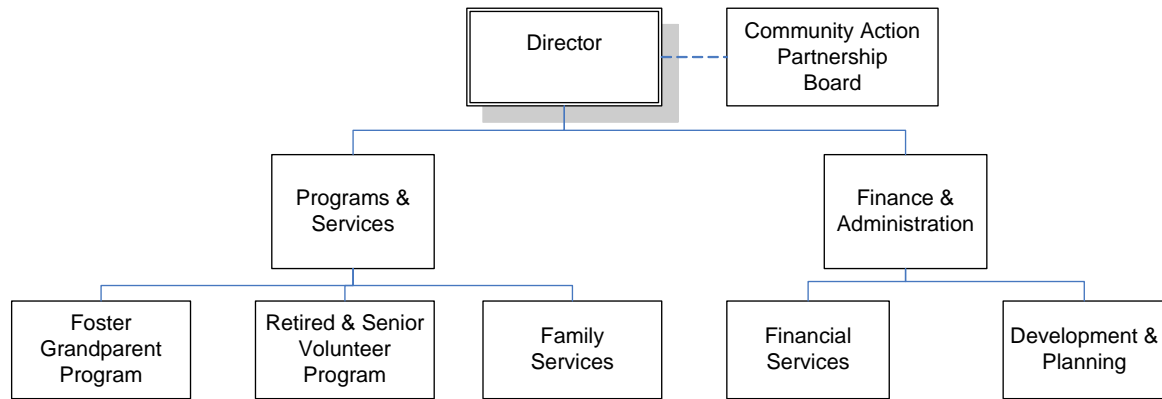 Director
Community Action
Partnership
Board
Programs &
Services
Finance &
Administration
Foster
Grandparent
Program
Retired & Senior
Volunteer
Program
Family
Services
Financial
Services
Development &
Planning